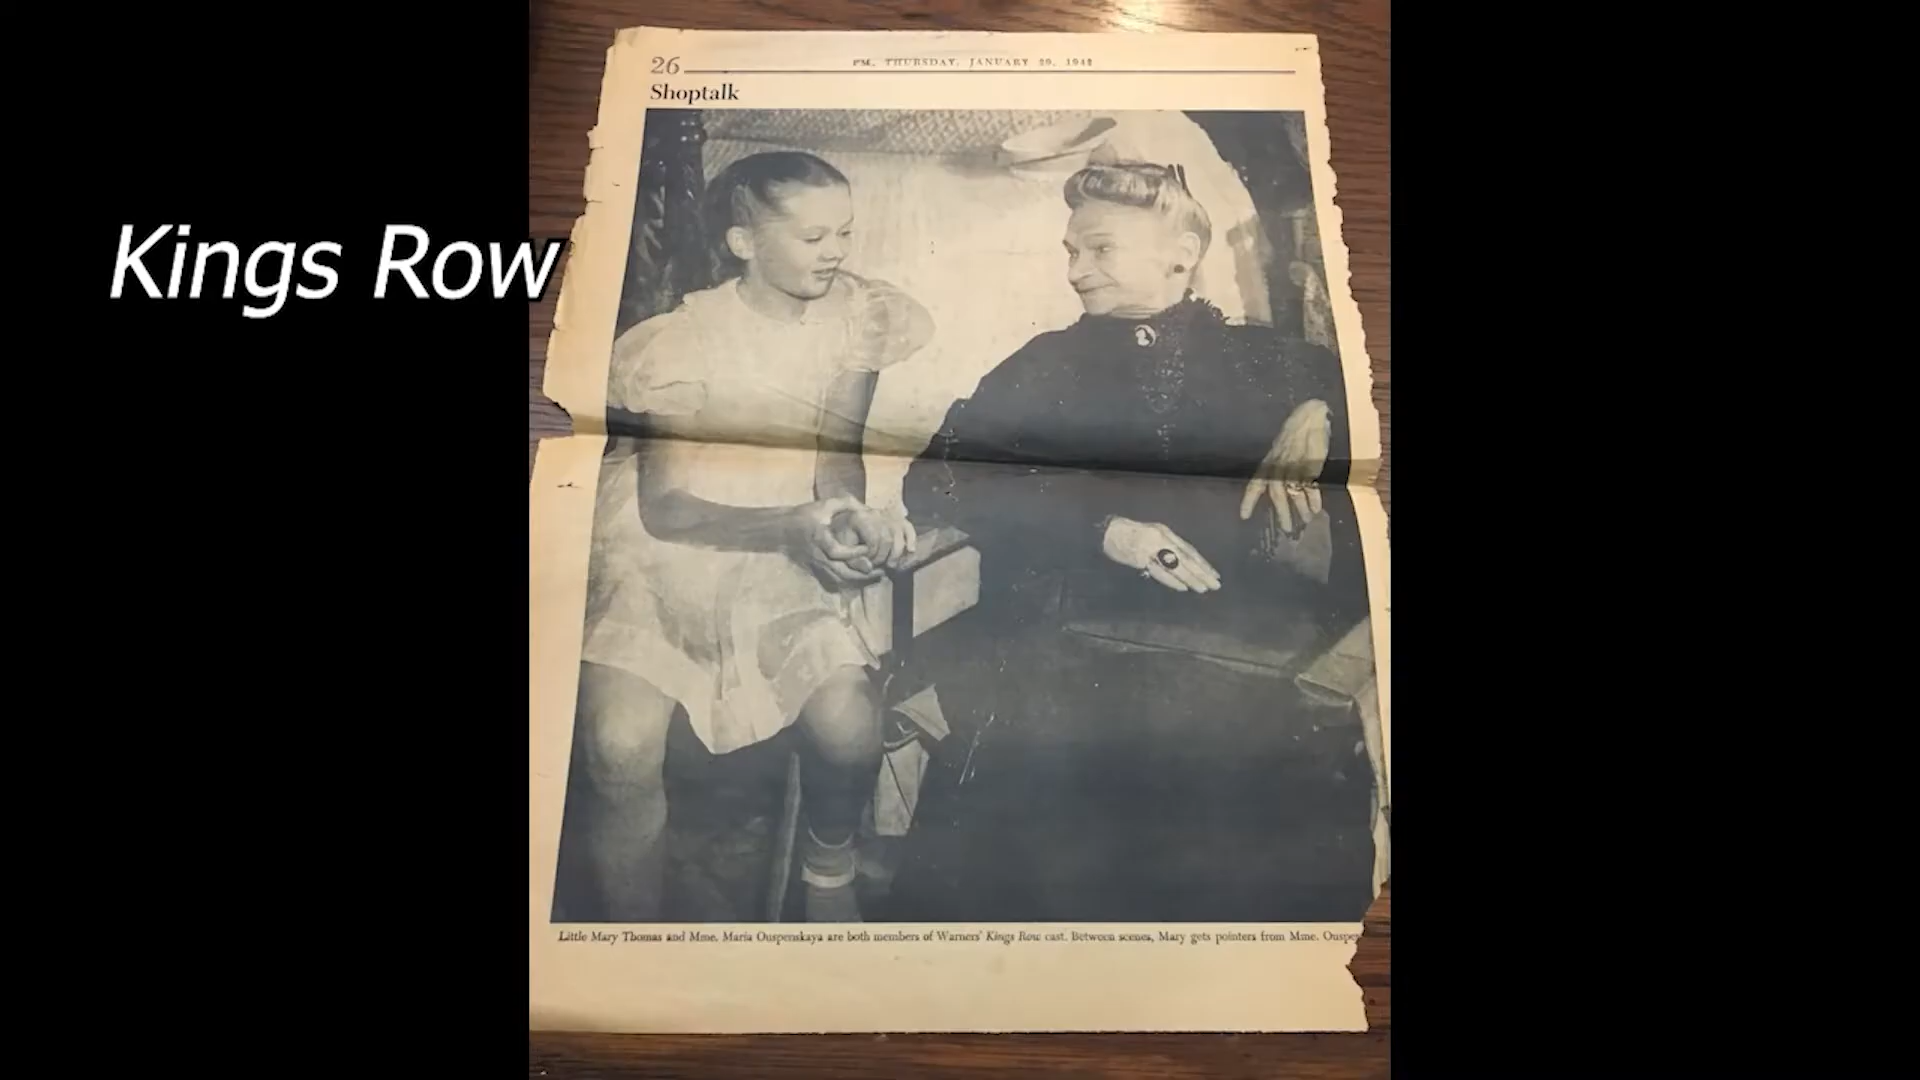 26
PM, THURSDAY, JANUARY 29, 1942
Shoptalk
Kings Row
Little Mary Thomas and Mme. Maria Ouspenskaya are both members of Warners' Kings Row cast. Between scenes, Mary gets pointers from Mme. Ouspe